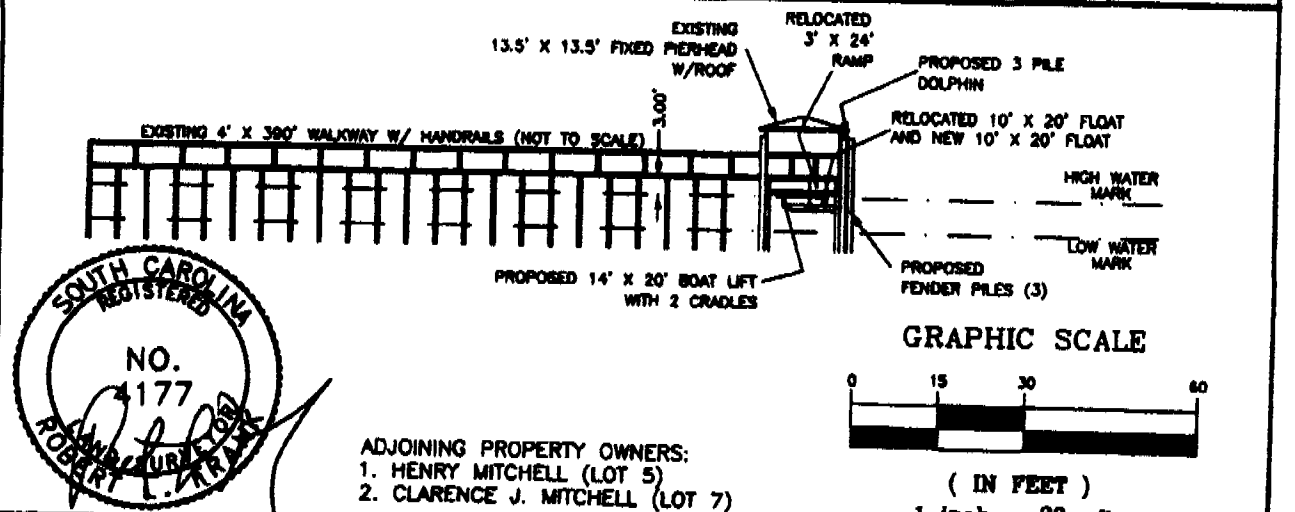 EXISTING
13.5' X 13.5' FIXED PIERHEAD
W/ROOF
RELOCATED
3' X 24'
RAMP
PROPOSED 3 PILE
DOLPHIN
RELOCATED 10' X 20' FLOAT
AND NEW 10' X 20' FLOAT
EXISTING 4' X 390' WALKWAY W/ HANDRAILS (NOT TO SCALE)
3.00'
HIGH WATER
MARK
LOW WATER
MARK
PROPOSED 14' X 20' BOAT LIFT
WITH 2 CRADLES
PROPOSED
FENDER PILES (3)
SOUTH CAROLINA
REGISTERED
NO.
4177
LAND SURVEYOR
ROBERT L. FRANK
GRAPHIC SCALE
0 15 30 60
( IN FEET )
ADJOINING PROPERTY OWNERS:
1. HENRY MITCHELL (LOT 5)
2. CLARENCE J. MITCHELL (LOT 7)